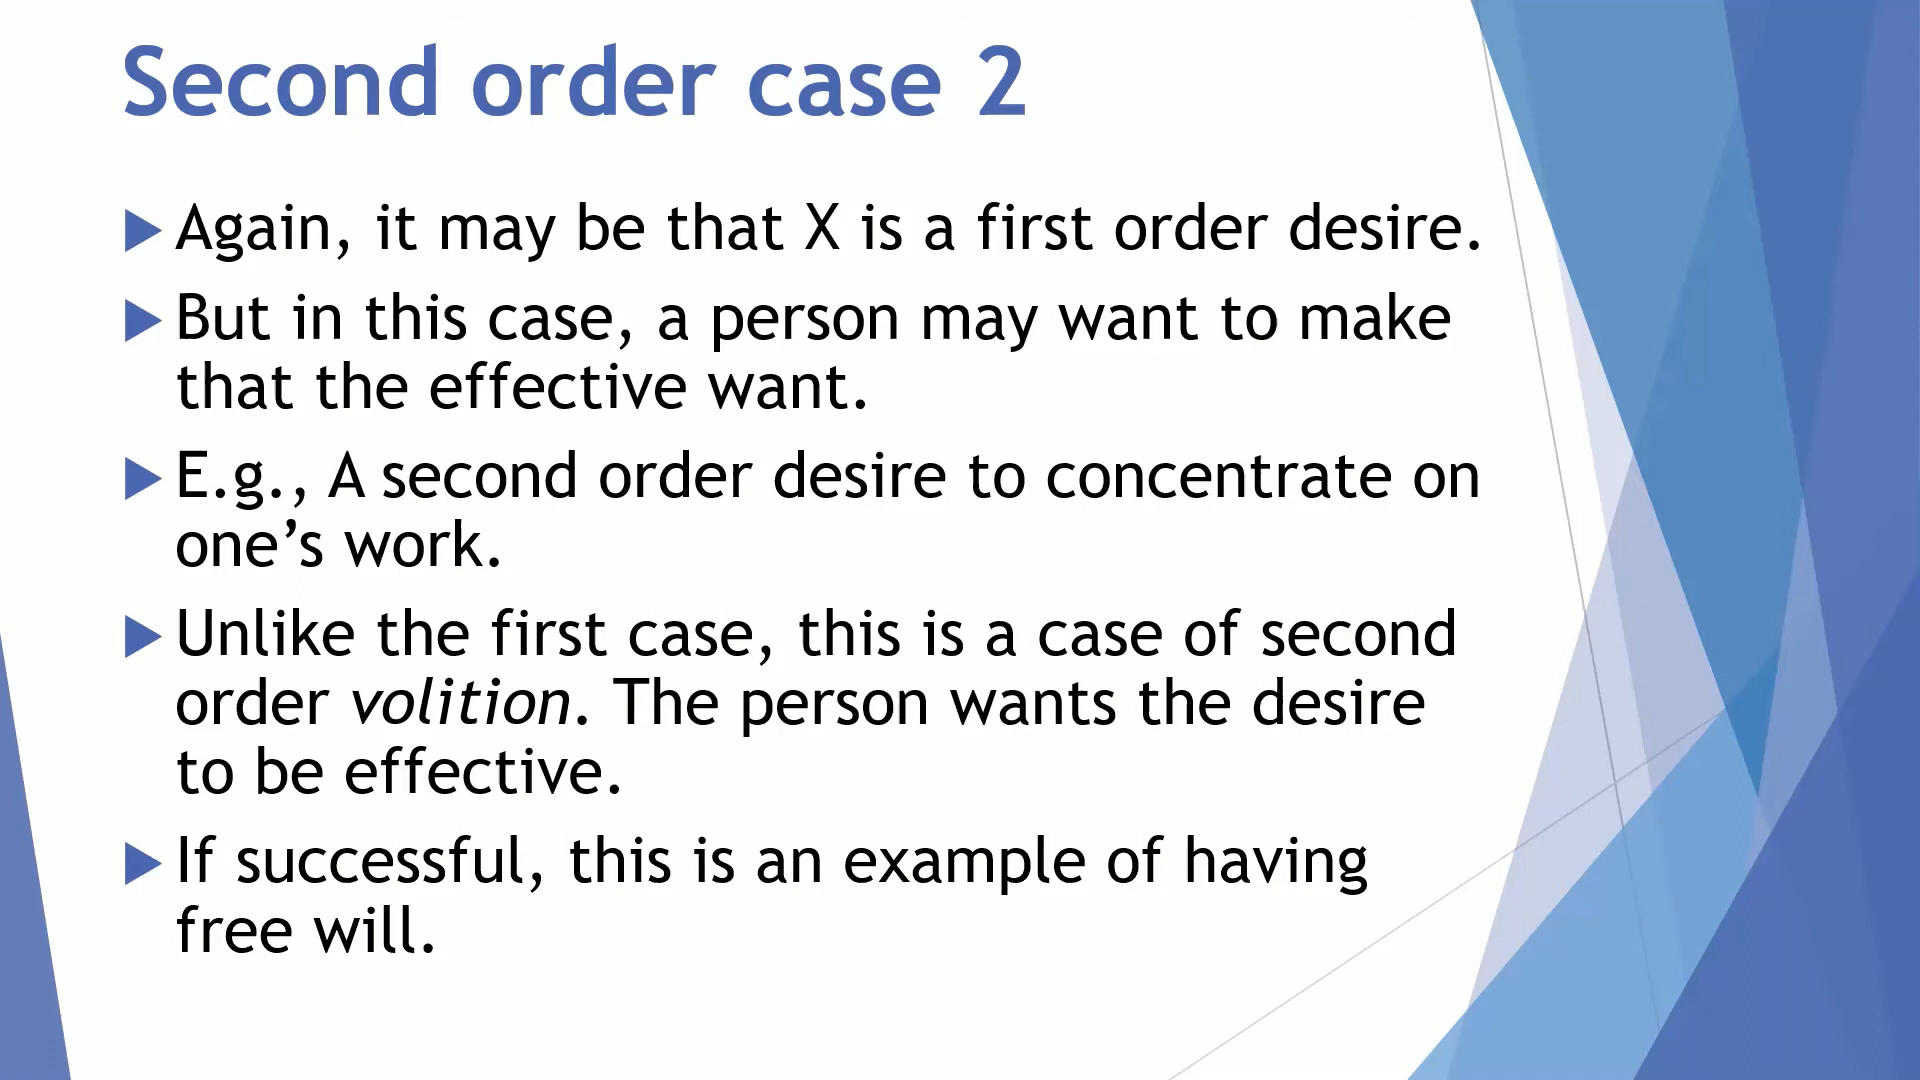 Second order case 2
Again, it may be that X is a first order desire.
But in this case, a person may want to make
that the effective want.
E.g., A second order desire to concentrate on
one’s work.
Unlike the first case, this is a case of second
order volition. The person wants the desire
to be effective.
If successful, this is an example of having
free will.